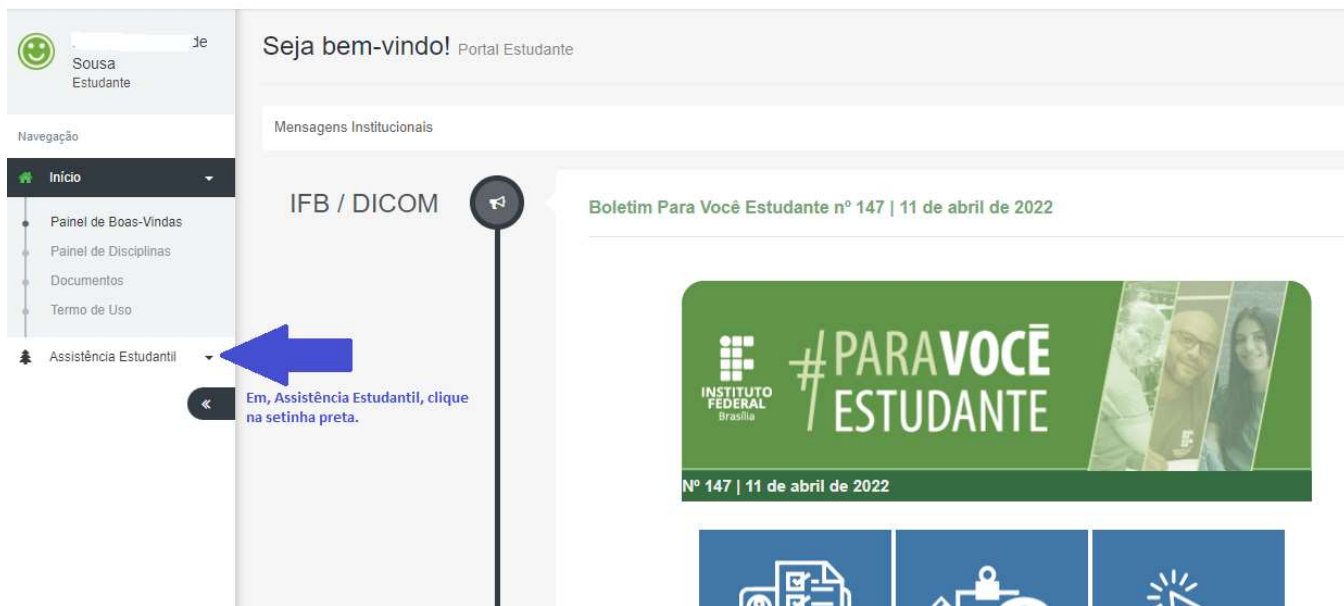 de
Sousa
Estudante
Navegação
Início
Painel de Boas-Vindas
Painel de Disciplinas
Documentos
Termo de Uso
Assistência Estudantil
Seja bem-vindo! Portal Estudante
Mensagens Institucionais
IFB / DICOM
Boletim Para Você Estudante nº 147 | 11 de abril de 2022
Em, Assistência Estudantil, clique
na setinha preta.
INSTITUTO
FEDERAL
Brasília
#PARAVOCÊ
ESTUDANTE
Nº 147 | 11 de abril de 2022